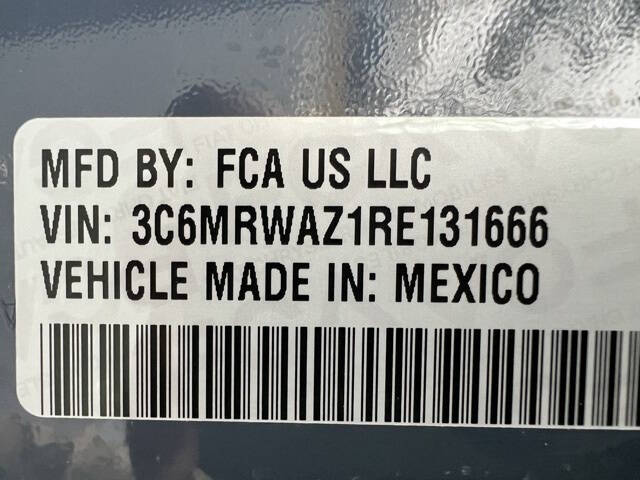 MFD BY: FCA US LLC
VIN: 3C6MRWAZ1RE131666
VEHICLE MADE IN: MEXICO